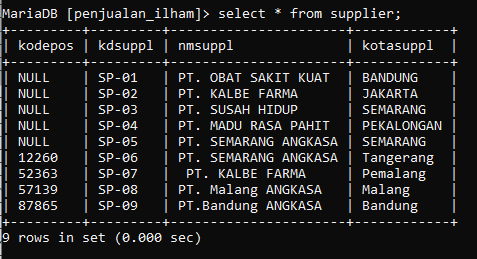 MariaDB [penjualan_ilham]> select * from supplier;
+---------+---------+----------------------+------------+
| kodepos | kdsuppl | nmsuppl              | kotasuppl  |
+---------+---------+----------------------+------------+
| NULL    | SP-01   | PT. OBAT SAKIT KUAT  | BANDUNG    |
| NULL    | SP-02   | PT. KALBE FARMA      | JAKARTA    |
| NULL    | SP-03   | PT. SUSAH HIDUP      | SEMARANG   |
| NULL    | SP-04   | PT. MADU RASA PAHIT  | PEKALONGAN |
| NULL    | SP-05   | PT. SEMARANG ANGKASA | SEMARANG   |
| 12260   | SP-06   | PT. SEMARANG ANGKASA | Tangerang  |
| 52363   | SP-07   |  PT. KALBE FARMA     | Pemalang   |
| 57139   | SP-08   | PT. Malang ANGKASA   | Malang     |
| 87865   | SP-09   | PT.Bandung ANGKASA   | Bandung    |
+---------+---------+----------------------+------------+
9 rows in set (0.000 sec)